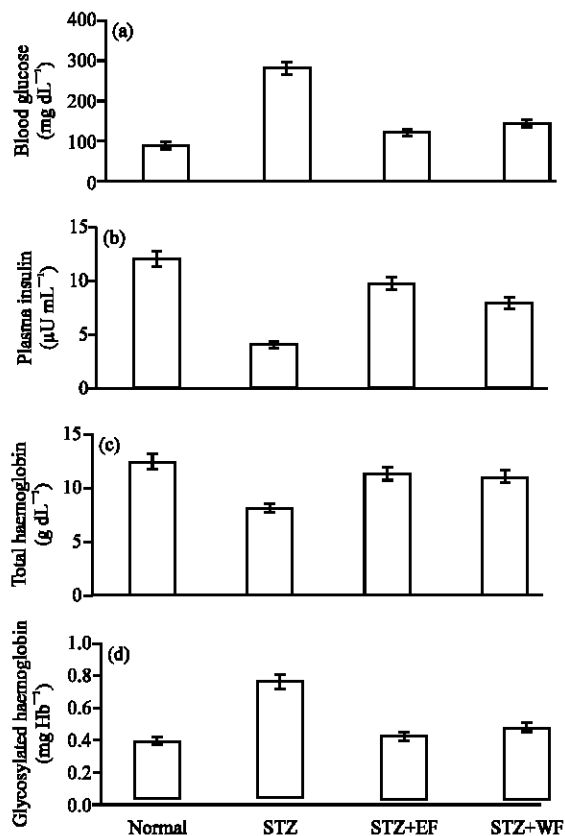 (a)
Blood glucose
(mg dL⁻¹)
400
300
200
100
0
(b)
Plasma insulin
(µU mL⁻¹)
15
10
5
0
(c)
Total haemoglobin
(g dL⁻¹)
15
10
5
0
(d)
Glycosylated haemoglobin
(mg Hb⁻¹)
1.0
0.8
0.6
0.4
0.2
0.0
Normal STZ STZ+EF STZ+WF